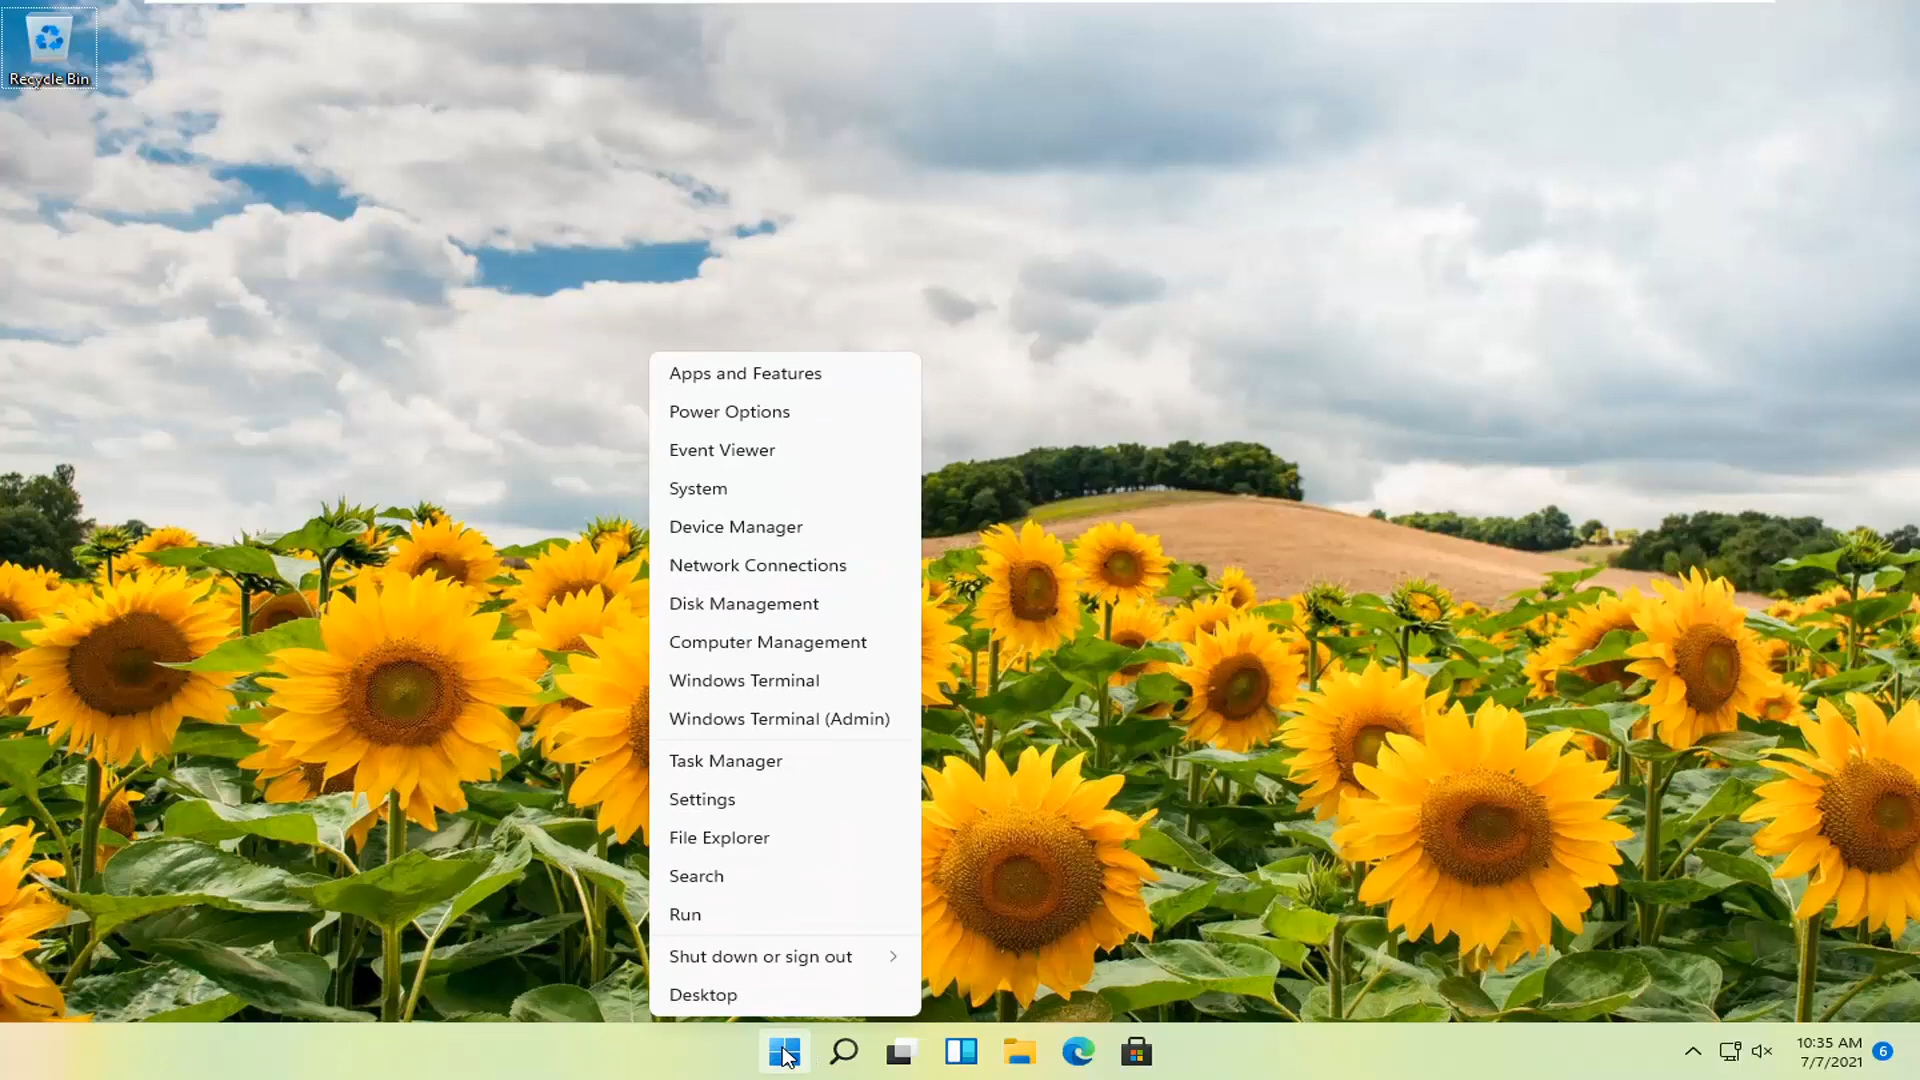 Recycle Bin
Apps and Features
Power Options
Event Viewer
System
Device Manager
Network Connections
Disk Management
Computer Management
Windows Terminal
Windows Terminal (Admin)
Task Manager
Settings
File Explorer
Search
Run
Shut down or sign out
Desktop
10:35 AM
7/7/2021
6